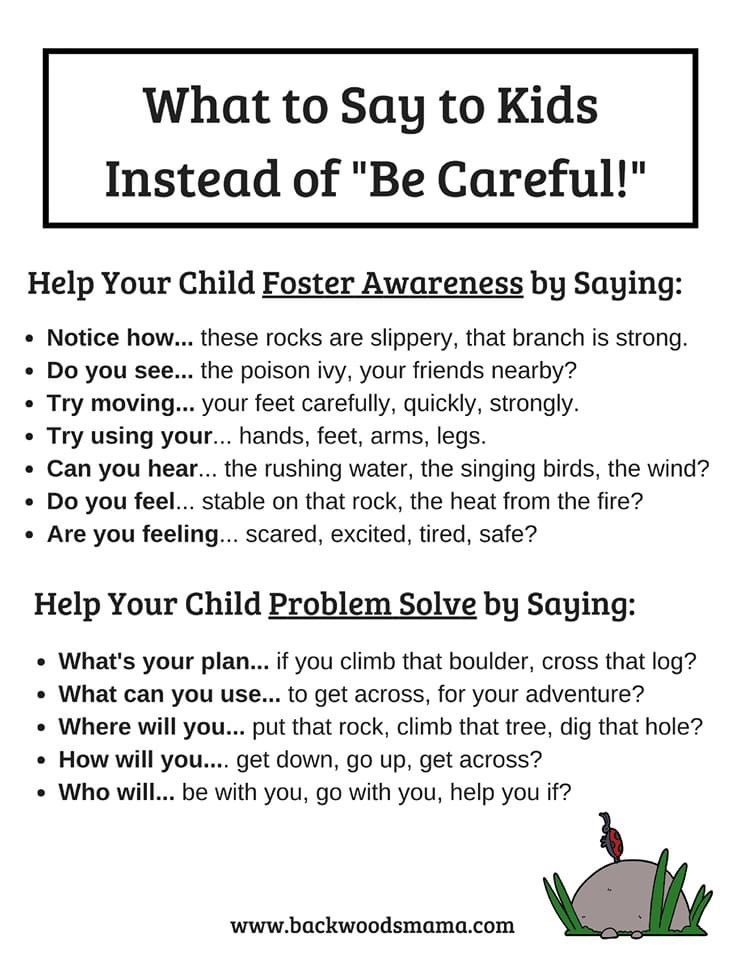 What to Say to Kids
Instead of "Be Careful!"
Help Your Child Foster Awareness by Saying:
• Notice how... these rocks are slippery, that branch is strong.
• Do you see... the poison ivy, your friends nearby?
• Try moving... your feet carefully, quickly, strongly.
• Try using your... hands, feet, arms, legs.
• Can you hear... the rushing water, the singing birds, the wind?
• Do you feel... stable on that rock, the heat from the fire?
• Are you feeling... scared, excited, tired, safe?
Help Your Child Problem Solve by Saying:
• What's your plan... if you climb that boulder, cross that log?
• What can you use... to get across, for your adventure?
• Where will you... put that rock, climb that tree, dig that hole?
• How will you.... get down, go up, get across?
• Who will... be with you, go with you, help you if?
www.backwoodsmama.com